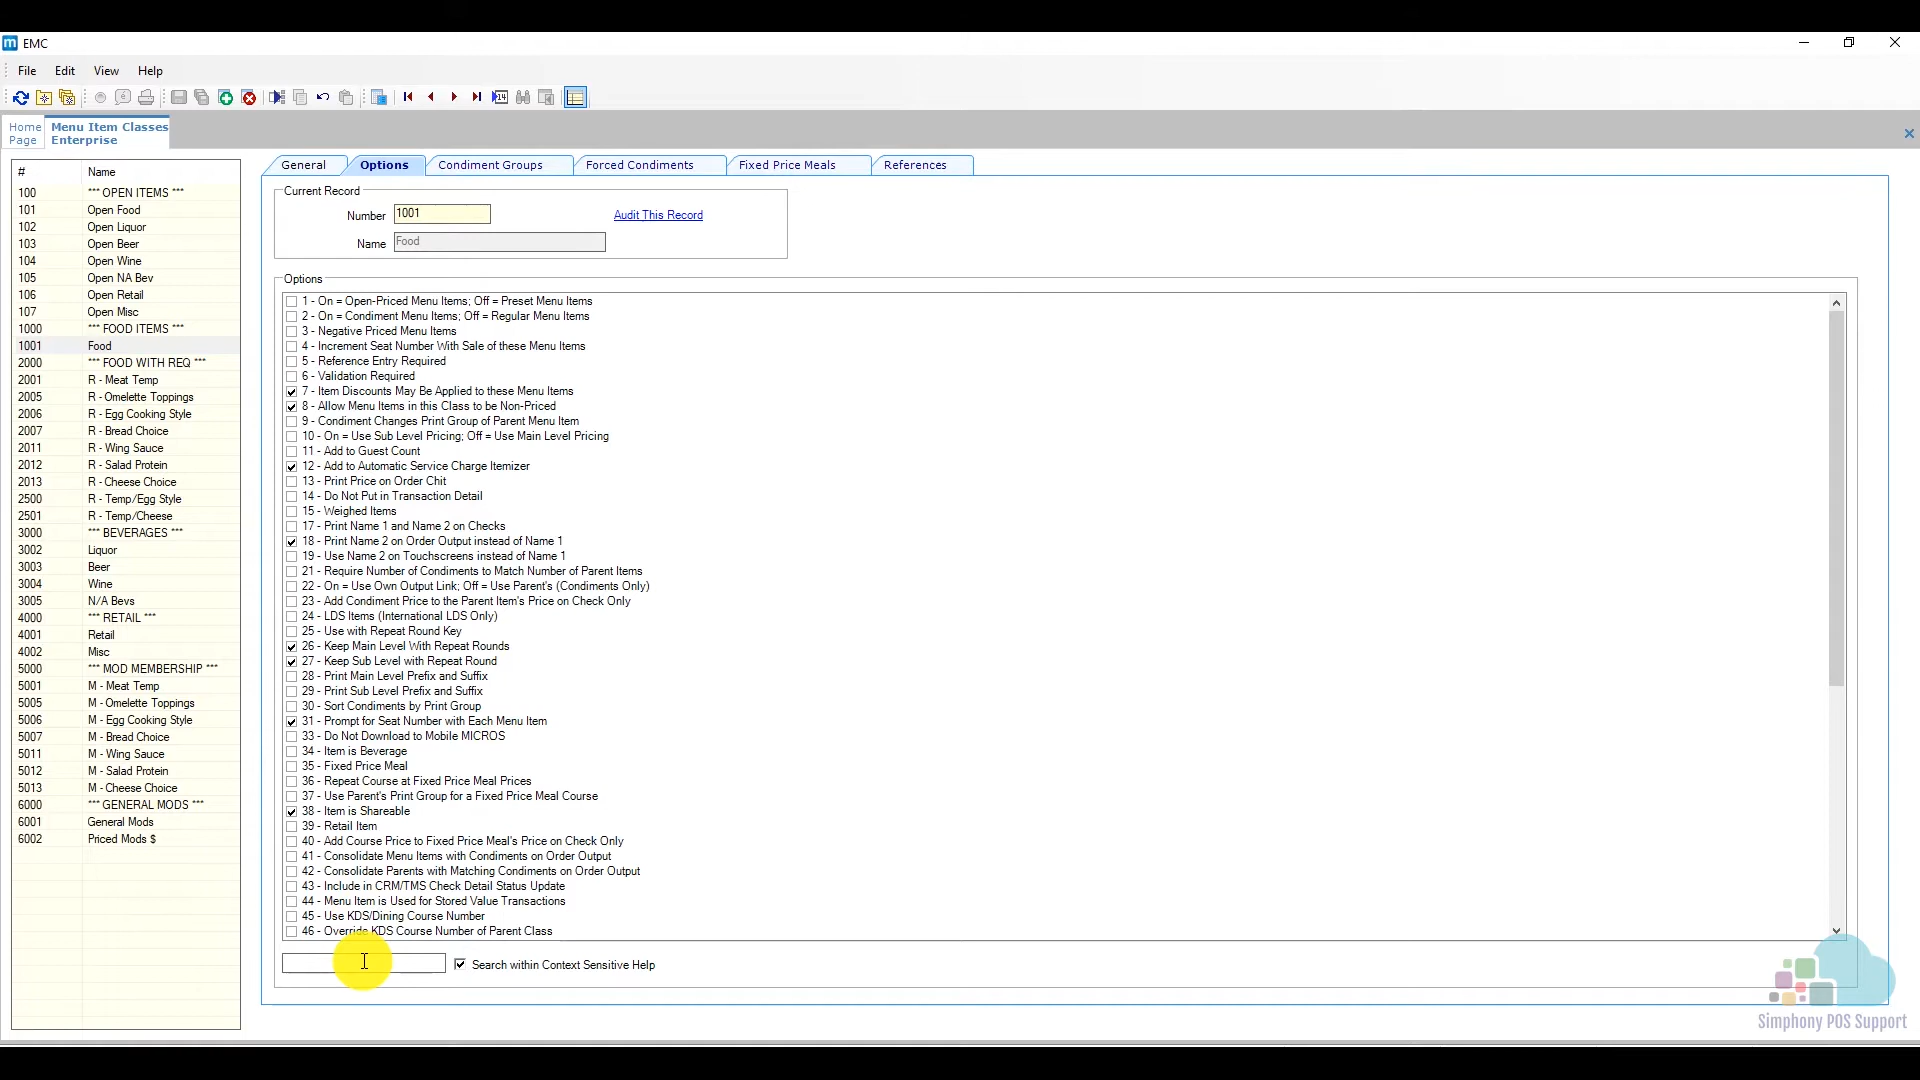 EMC
File Edit View Help
Home Page
Menu Item Classes Enterprise
# Name
100 *** OPEN ITEMS ***
101 Open Food
102 Open Liquor
103 Open Beer
104 Open Wine
105 Open NA Bev
106 Open Retail
107 Open Misc
1000 *** FOOD ITEMS ***
1001 Food
2000 *** FOOD WITH REQ ***
2001 R - Meat Temp
2005 R - Omelette Toppings
2006 R - Egg Cooking Style
2007 R - Bread Choice
2011 R - Wing Sauce
2012 R - Salad Protein
2013 R - Cheese Choice
2500 R - Temp/Egg Style
2501 R - Temp/Cheese
3000 *** BEVERAGES ***
3002 Liquor
3003 Beer
3004 Wine
3005 N/A Bevs
4000 *** RETAIL ***
4001 Retail
4002 Misc
5000 *** MOD MEMBERSHIP ***
5001 M - Meat Temp
5005 M - Omelette Toppings
5006 M - Egg Cooking Style
5007 M - Bread Choice
5011 M - Wing Sauce
5012 M - Salad Protein
5013 M - Cheese Choice
6000 *** GENERAL MODS ***
6001 General Mods
6002 Priced Mods $
General Options Condiment Groups Forced Condiments Fixed Price Meals References
Current Record
Number 1001 Audit This Record
Name Food
Options
1 - On = Open-Priced Menu Items; Off = Preset Menu Items
2 - On = Condiment Menu Items; Off = Regular Menu Items
3 - Negative Priced Menu Items
4 - Increment Seat Number With Sale of these Menu Items
5 - Reference Entry Required
6 - Validation Required
7 - Item Discounts May Be Applied to these Menu Items
8 - Allow Menu Items in this Class to be Non-Priced
9 - Condiment Changes Print Group of Parent Menu Item
10 - On = Use Sub Level Pricing; Off = Use Main Level Pricing
11 - Add to Guest Count
12 - Add to Automatic Service Charge Itemizer
13 - Print Price on Order Chit
14 - Do Not Put in Transaction Detail
15 - Weighed Items
17 - Print Name 1 and Name 2 on Checks
18 - Print Name 2 on Order Output instead of Name 1
19 - Use Name 2 on Touchscreens instead of Name 1
21 - Require Number of Condiments to Match Number of Parent Items
22 - On = Use Own Output Link; Off = Use Parent's (Condiments Only)
23 - Add Condiment Price to the Parent Item's Price on Check Only
24 - LDS Items (International LDS Only)
25 - Use with Repeat Round Key
26 - Keep Main Level With Repeat Rounds
27 - Keep Sub Level with Repeat Round
28 - Print Main Level Prefix and Suffix
29 - Print Sub Level Prefix and Suffix
30 - Sort Condiments by Print Group
31 - Prompt for Seat Number with Each Menu Item
33 - Do Not Download to Mobile MICROS
34 - Item is Beverage
35 - Fixed Price Meal
36 - Repeat Course at Fixed Price Meal Prices
37 - Use Parent's Print Group for a Fixed Price Meal Course
38 - Item is Shareable
39 - Retail Item
40 - Add Course Price to Fixed Price Meal's Price on Check Only
41 - Consolidate Menu Items with Condiments on Order Output
42 - Consolidate Parents with Matching Condiments on Order Output
43 - Include in CRM/TMS Check Detail Status Update
44 - Menu Item is Used for Stored Value Transactions
45 - Use KDS/Dining Course Number
46 - Override KDS Course Number of Parent Class
Search within Context Sensitive Help
Simphony POS Support